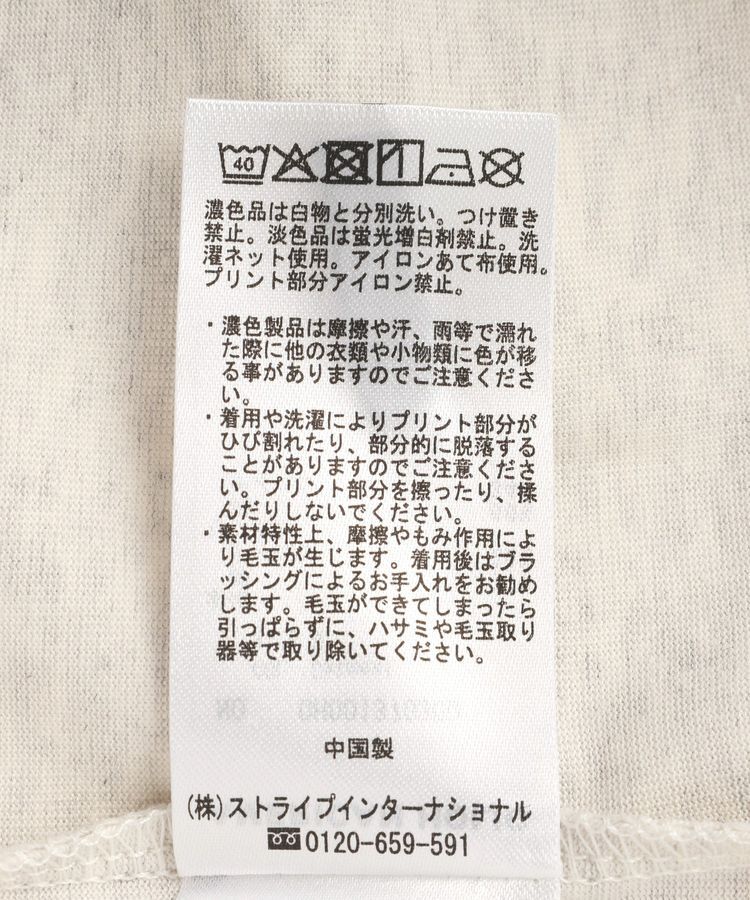 40
濃色品は白物と分別洗い。つけ置き
禁止。淡色品は蛍光増白剤禁止。洗
濯ネット使用。アイロンあて布使用。
プリント部分アイロン禁止。
・濃色製品は摩擦や汗、雨等で濡れ
た際に他の衣類や小物類に色が移
る事がありますのでご注意くださ
い。
・着用や洗濯によりプリント部分が
ひび割れたり、部分的に脱落する
ことがありますのでご注意くださ
い。プリント部分を擦ったり、揉
んだりしないでください。
・素材特性上、摩擦やもみ作用によ
り毛玉が生じます。着用後はブラ
ッシングによるお手入れをお勧め
します。毛玉ができてしまったら
引っぱらずに、ハサミや毛玉取り
器等で取り除いてください。
中国製
(株)ストライプインターナショナル
0120-659-591